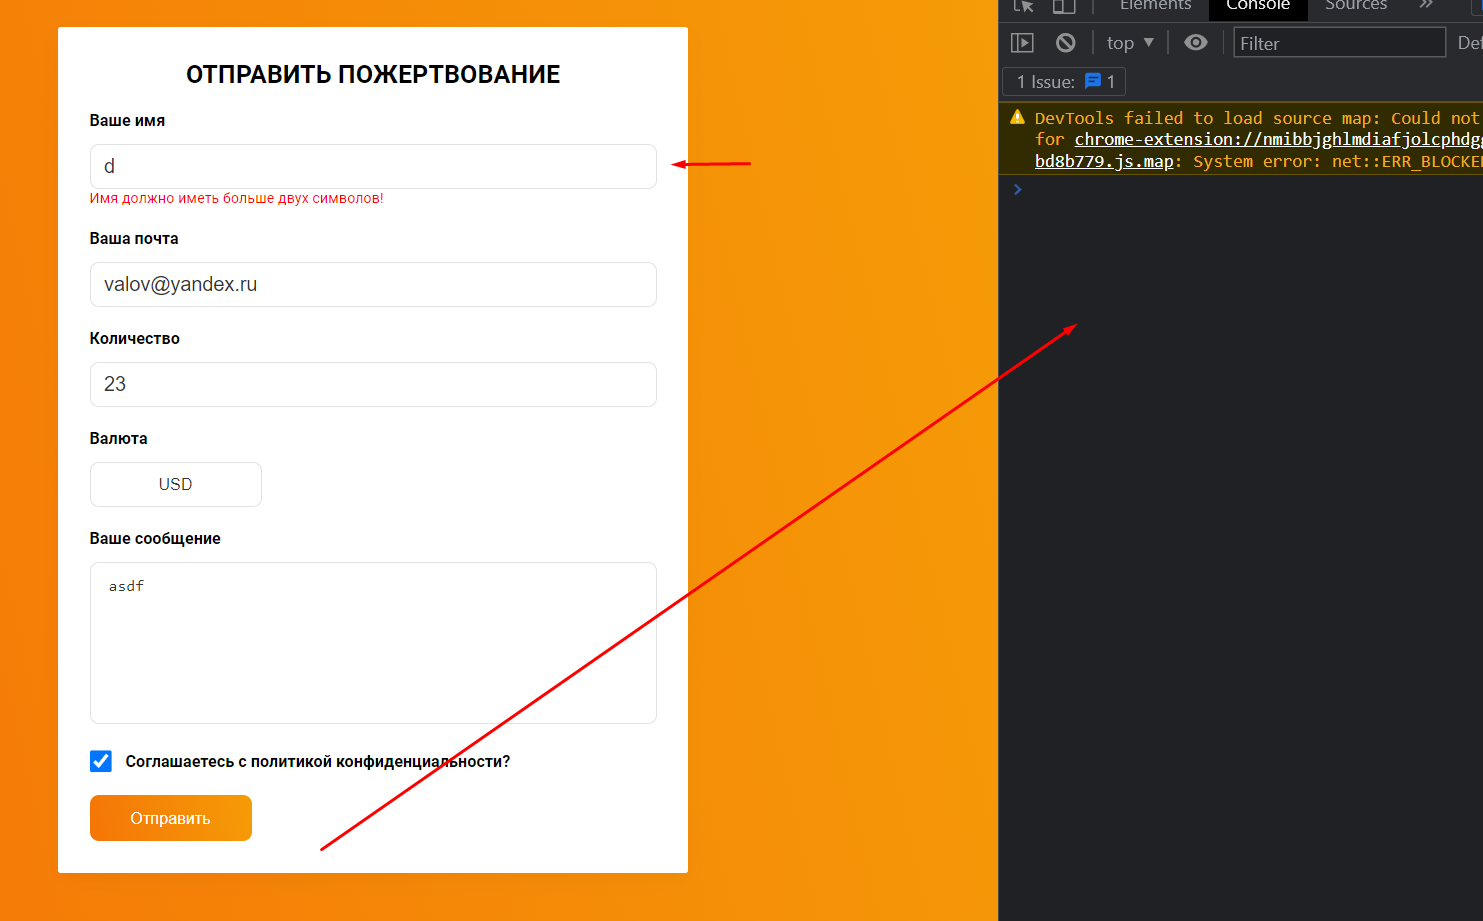 ОТПРАВИТЬ ПОЖЕРТВОВАНИЕ
Ваше имя
d
Имя должно иметь больше двух символов!
Ваша почта
valov@yandex.ru
Количество
23
Валюта
USD
Ваше сообщение
asdf
Соглашаетесь с политикой конфиденциальности?
Отправить
Elements Console Sources
top Filter
1 Issue: 1
DevTools failed to load source map: Could not
for chrome-extension://nmibbjghlmdiafjolcphdg
bd8b779.js.map: System error: net::ERR_BLOCKE